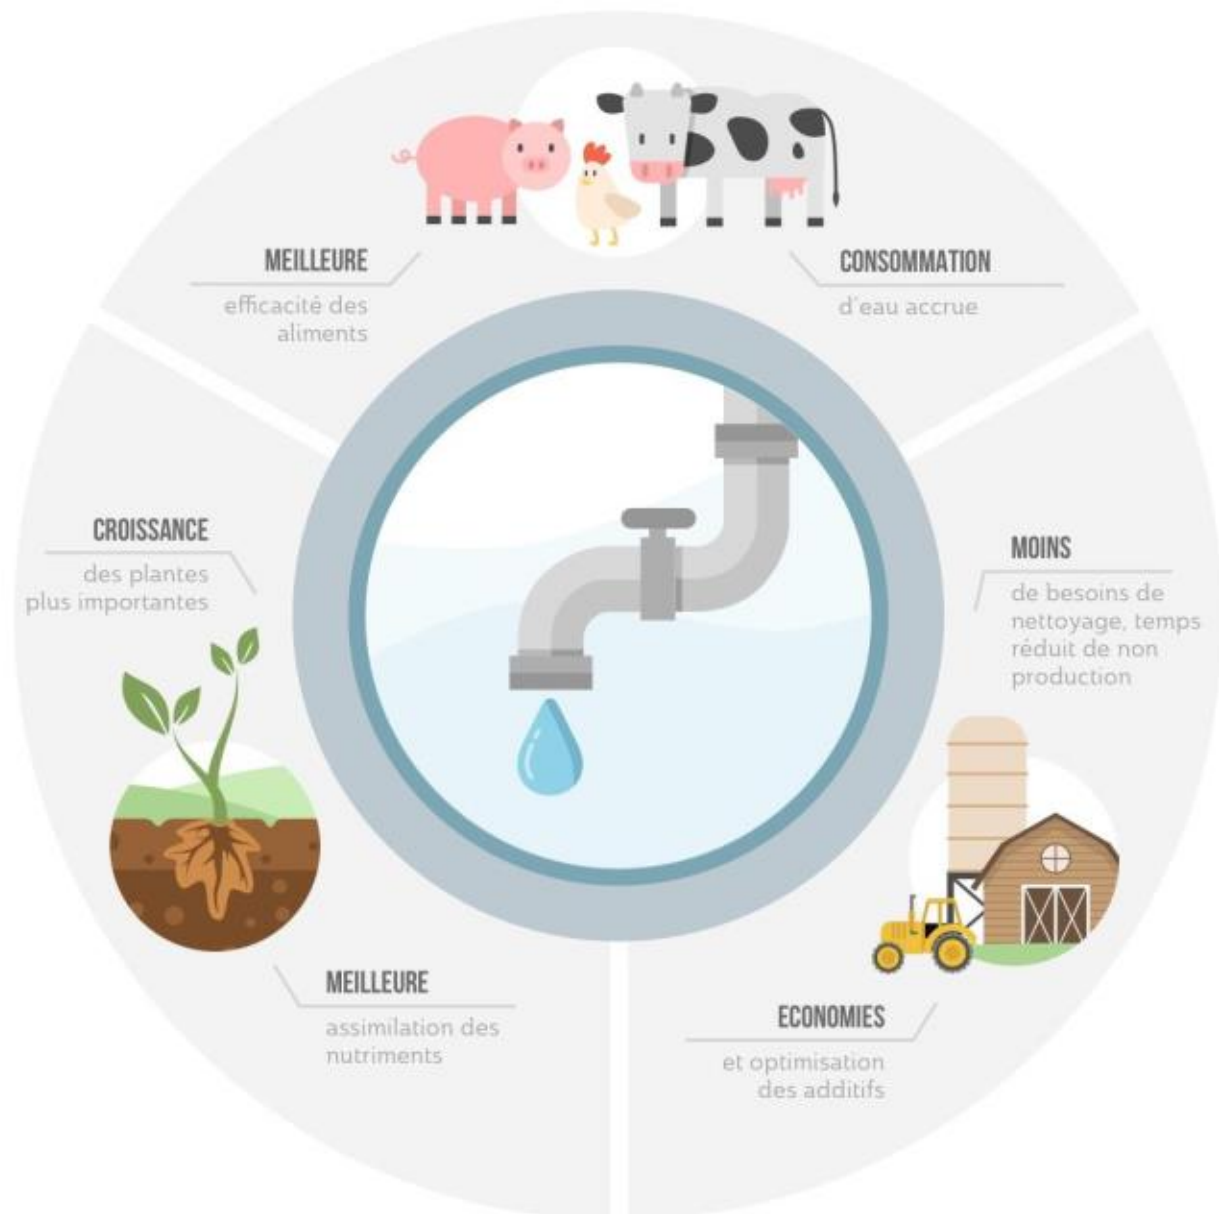 MEILLEURE
efficacité des
aliments
CONSOMMATION
d'eau accrue
CROISSANCE
des plantes
plus importantes
MOINS
de besoins de
nettoyage, temps
réduit de non
production
MEILLEURE
assimilation des
nutriments
ECONOMIES
et optimisation
des additifs